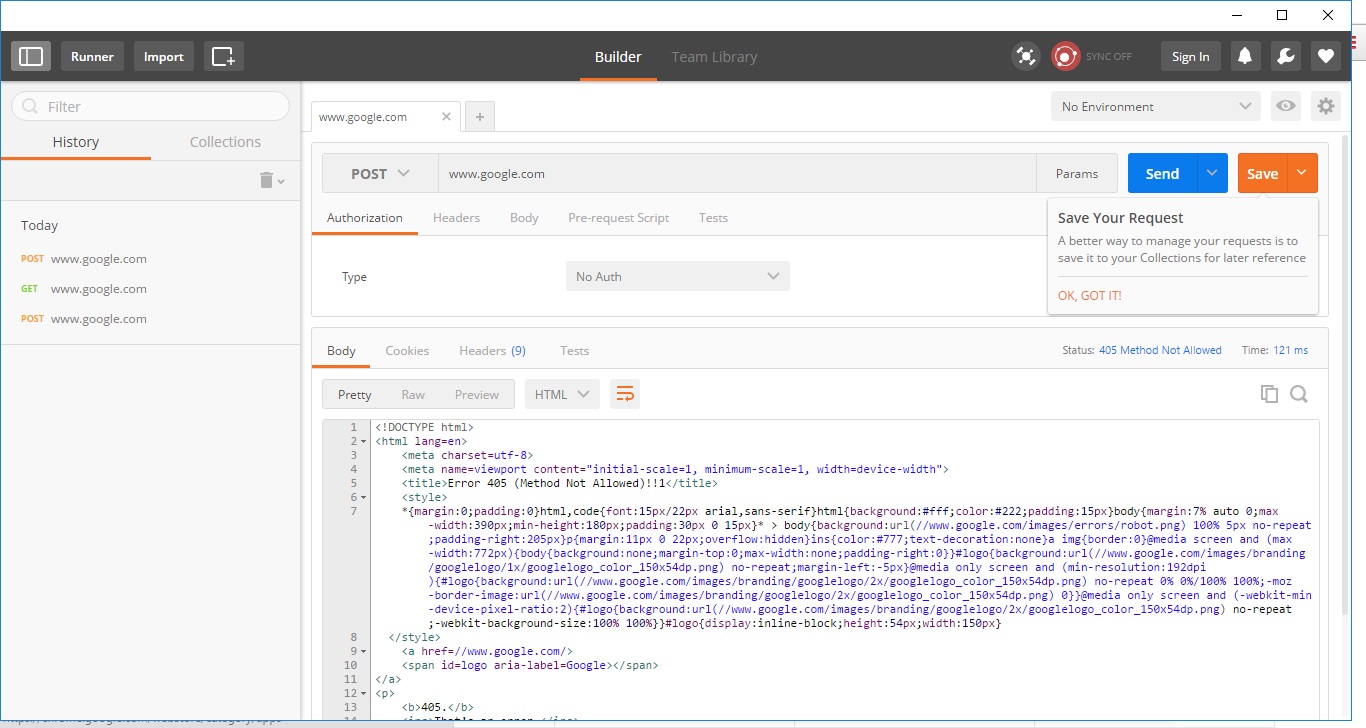 Runner
Import
Builder
Team Library
SYNC OFF
Sign In
Filter
History
Collections
Today
POST www.google.com
GET www.google.com
POST www.google.com
www.google.com
No Environment
POST
www.google.com
Params
Send
Save
Authorization
Headers
Body
Pre-request Script
Tests
Type
No Auth
Save Your Request
A better way to manage your requests is to
save it to your Collections for later reference
OK, GOT IT!
Body
Cookies
Headers (9)
Tests
Status: 405 Method Not Allowed
Time: 121 ms
Pretty
Raw
Preview
HTML
1 <!DOCTYPE html>
2 <html lang=en>
3 <meta charset=utf-8>
4 <meta name=viewport content="initial-scale=1, minimum-scale=1, width=device-width">
5 <title>Error 405 (Method Not Allowed)!!1</title>
6 <style>
7 *{margin:0;padding:0}html,code{font:15px/22px arial,sans-serif}html{background:#fff;color:#222;padding:15px}body{margin:7% auto 0;max
-width:390px;min-height:180px;padding:30px 0 15px}* > body{background:url(//www.google.com/images/errors/robot.png) 100% 5px no-repeat
;padding-right:205px}p{margin:11px 0 22px;overflow:hidden}ins{color:#777;text-decoration:none}a img{border:0}@media screen and (max
-width:772px){body{background:none;margin-top:0;max-width:none;padding-right:0}}#logo{background:url(//www.google.com/images/branding
/googlelogo/1x/googlelogo_color_150x54dp.png) no-repeat;margin-left:-5px}@media only screen and (min-resolution:192dpi
){#logo{background:url(//www.google.com/images/branding/googlelogo/2x/googlelogo_color_150x54dp.png) no-repeat 0% 0%/100% 100%;-moz
-border-image:url(//www.google.com/images/branding/googlelogo/2x/googlelogo_color_150x54dp.png) 0}}@media only screen and (-webkit-min
-device-pixel-ratio:2){#logo{background:url(//www.google.com/images/branding/googlelogo/2x/googlelogo_color_150x54dp.png) no-repeat
;-webkit-background-size:100% 100%}}#logo{display:inline-block;height:54px;width:150px}
8 </style>
9 <a href=//www.google.com/>
10 <span id=logo aria-label=Google></span>
11 </a>
12 <p>
13 <b>405.</b>